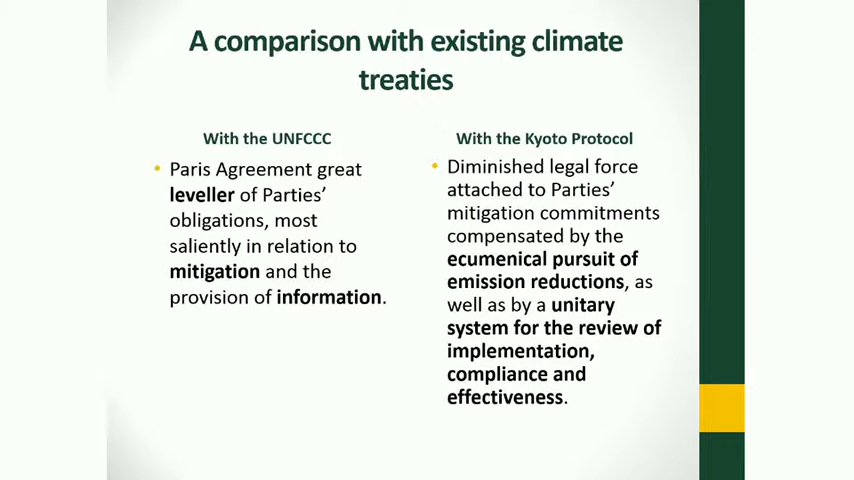 A comparison with existing climate
treaties
With the UNFCCC
• Paris Agreement great
leveller of Parties’
obligations, most
saliently in relation to
mitigation and the
provision of information.
With the Kyoto Protocol
• Diminished legal force
attached to Parties’
mitigation commitments
compensated by the
ecumenical pursuit of
emission reductions, as
well as by a unitary
system for the review of
implementation,
compliance and
effectiveness.